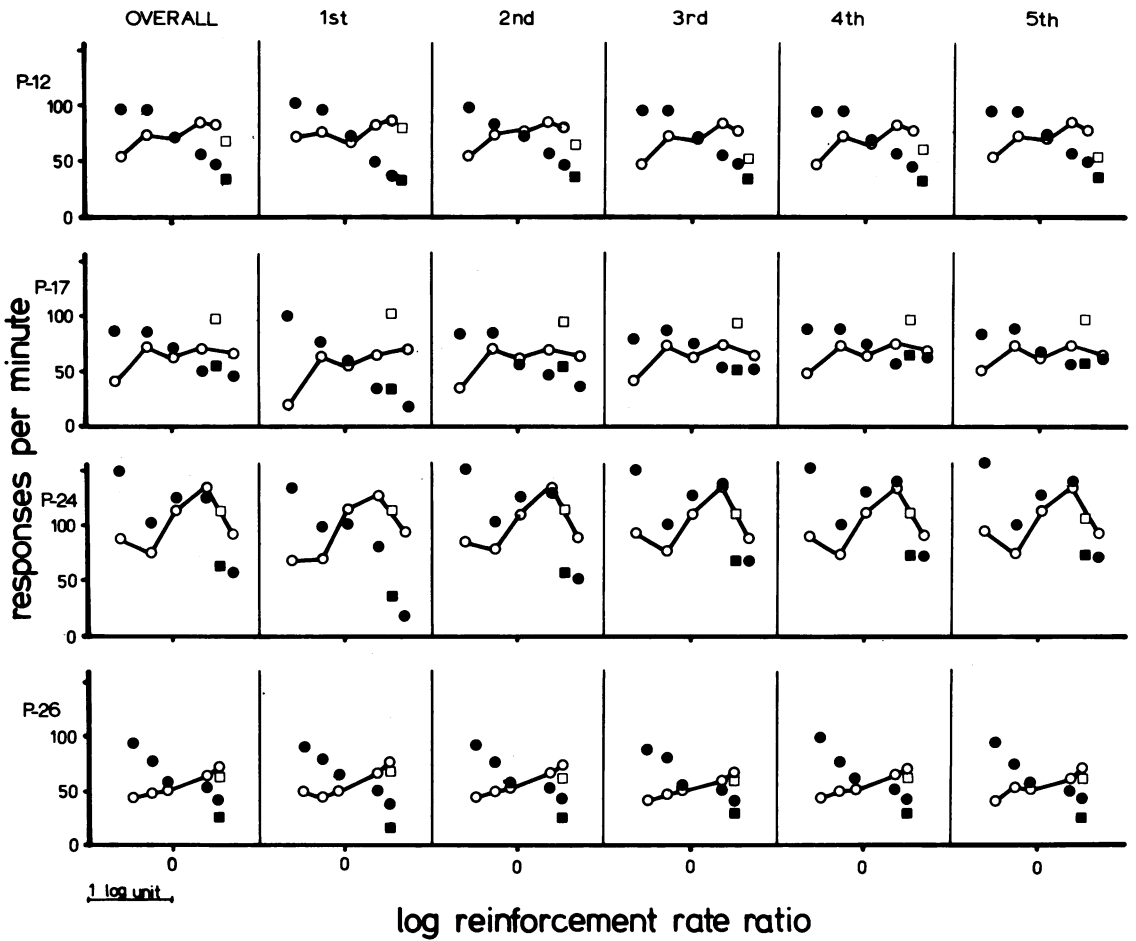 OVERALL 1st 2nd 3rd 4th 5th
P-12
100
50
0
P-17
100
50
0
P-24
100
50
0
P-26
100
50
0
responses per minute
0 0 0 0 0 0
1 log unit
log reinforcement rate ratio